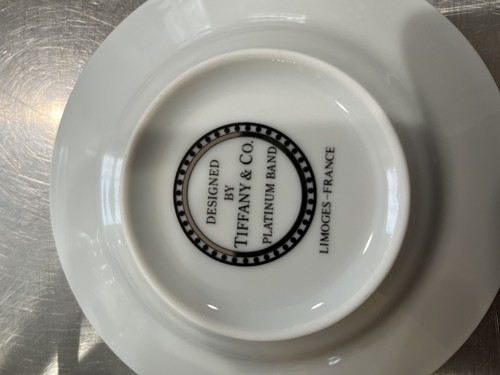 DESIGNED
BY
TIFFANY & CO.
PLATINUM BAND
LIMOGES-FRANCE